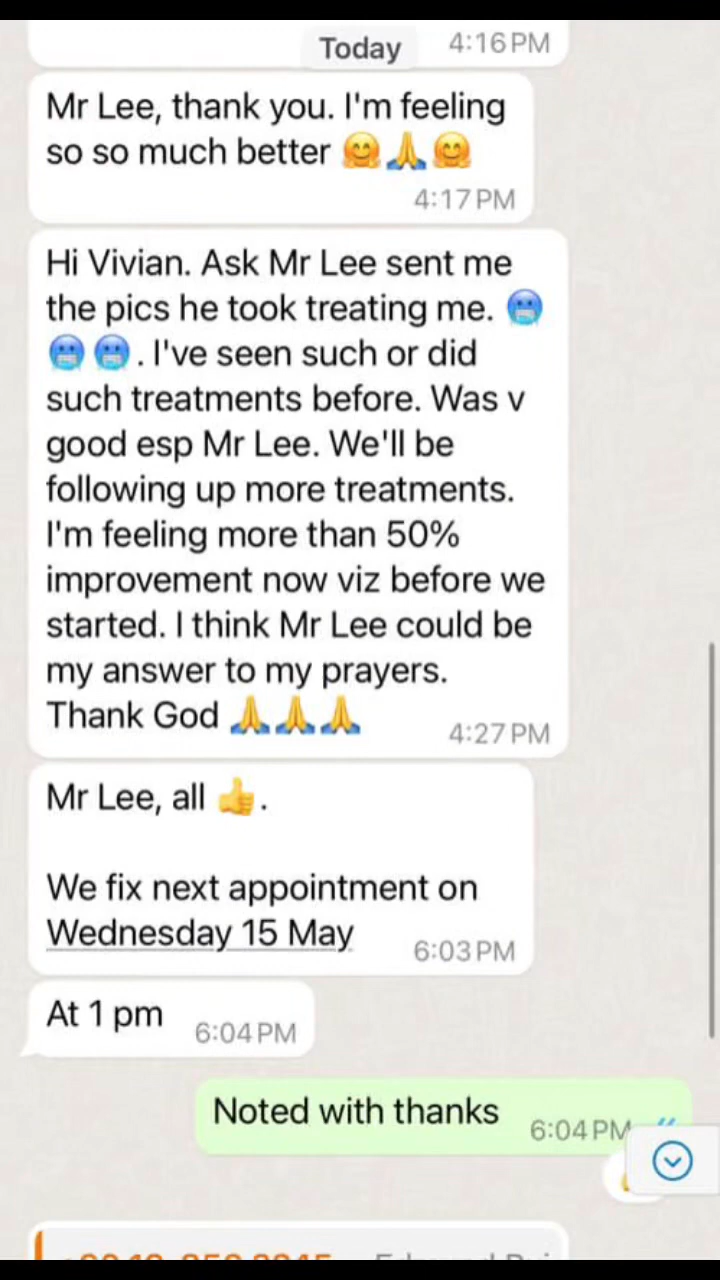 Today
4:16 PM
Mr Lee, thank you. I'm feeling
so so much better 🤗🙏🤗
4:17 PM
Hi Vivian. Ask Mr Lee sent me
the pics he took treating me. 🥶
🥶🥶. I've seen such or did
such treatments before. Was v
good esp Mr Lee. We'll be
following up more treatments.
I'm feeling more than 50%
improvement now viz before we
started. I think Mr Lee could be
my answer to my prayers.
Thank God 🙏🙏🙏
4:27 PM
Mr Lee, all 👍.
We fix next appointment on
Wednesday 15 May
6:03 PM
At 1 pm
6:04 PM
Noted with thanks
6:04 PM